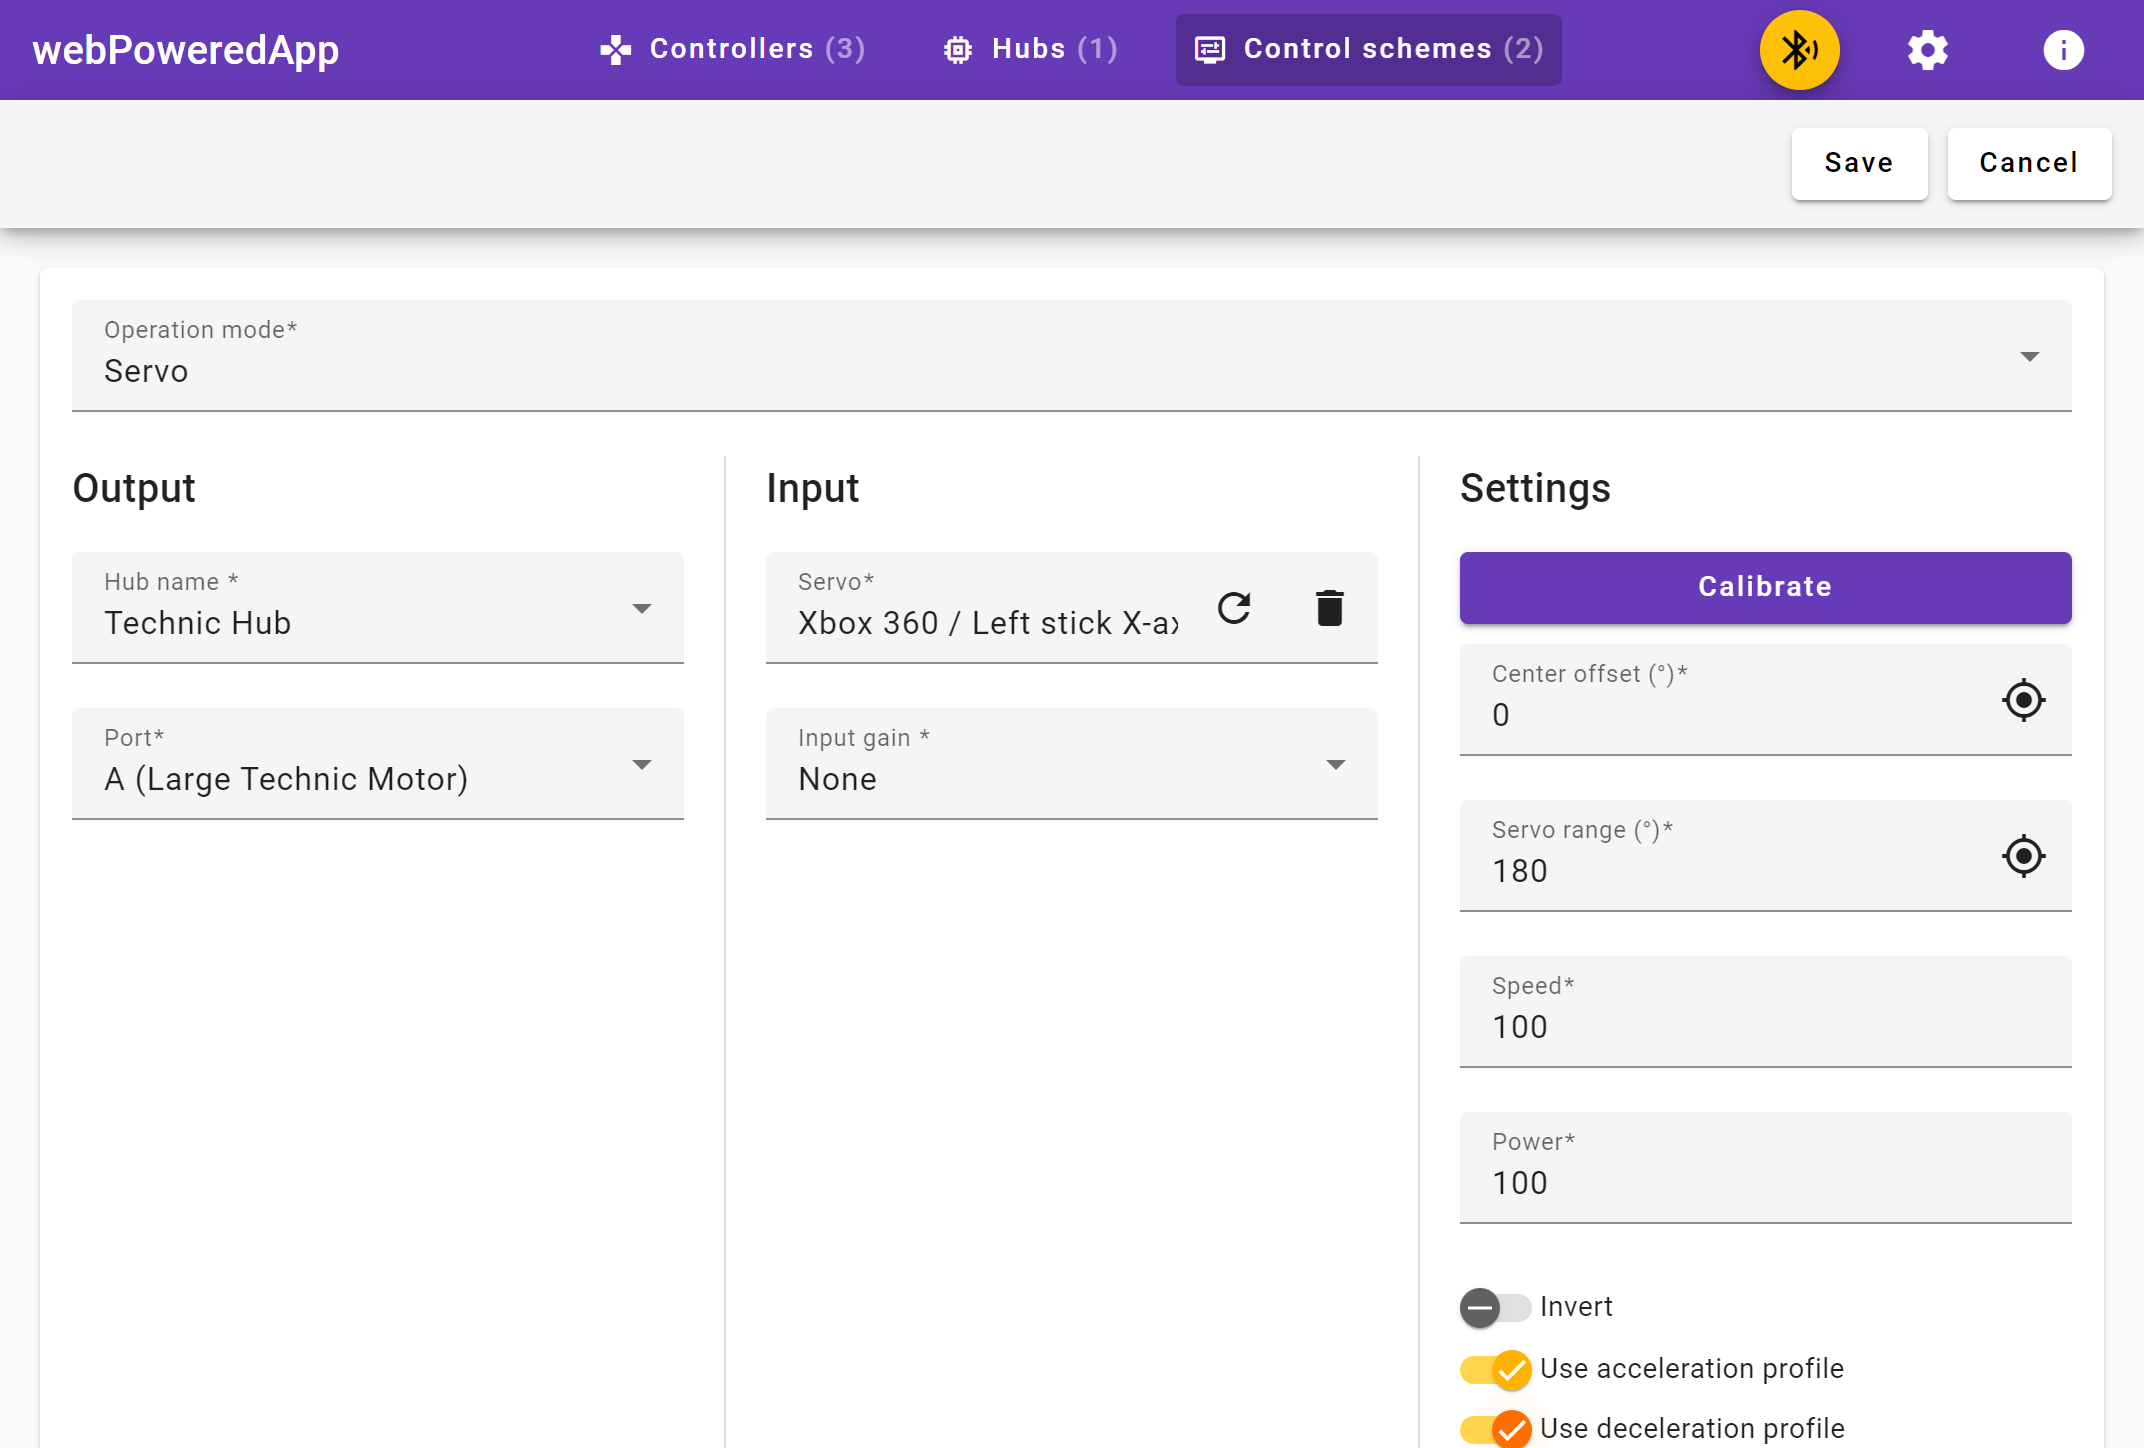 webPoweredApp
Controllers (3)
Hubs (1)
Control schemes (2)
Save
Cancel
Operation mode*
Servo
Output
Hub name *
Technic Hub
Port*
A (Large Technic Motor)
Input
Servo*
Xbox 360 / Left stick X-ax
Input gain *
None
Settings
Calibrate
Center offset (°)*
0
Servo range (°)*
180
Speed*
100
Power*
100
Invert
Use acceleration profile
Use deceleration profile